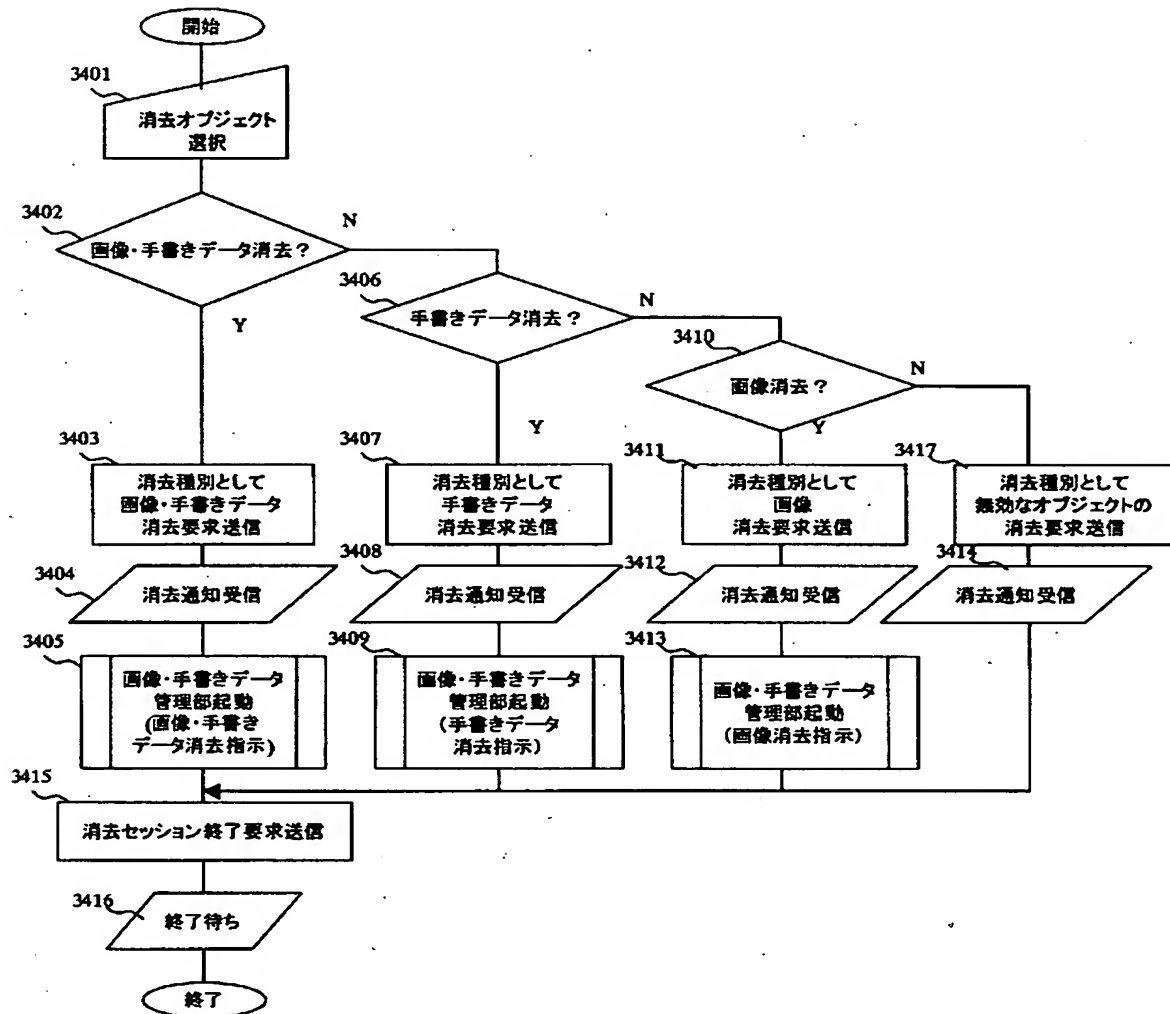 開始
3401
消去オブジェクト
選択
3402
画像・手書きデータ消去?
N
Y
3406
手書きデータ消去?
N
Y
3410
画像消去?
N
Y
3403
消去種別として
画像・手書きデータ
消去要求送信
3407
消去種別として
手書きデータ
消去要求送信
3411
消去種別として
画像
消去要求送信
3417
消去種別として
無効なオブジェクトの
消去要求送信
3404
消去通知受信
3408
消去通知受信
3412
消去通知受信
3414
消去通知受信
3405
画像・手書きデータ
管理部起動
(画像・手書き
データ消去指示)
3409
画像・手書きデータ
管理部起動
(手書きデータ
消去指示)
3413
画像・手書きデータ
管理部起動
(画像消去指示)
3415
消去セッション終了要求送信
3416
終了待ち
終了